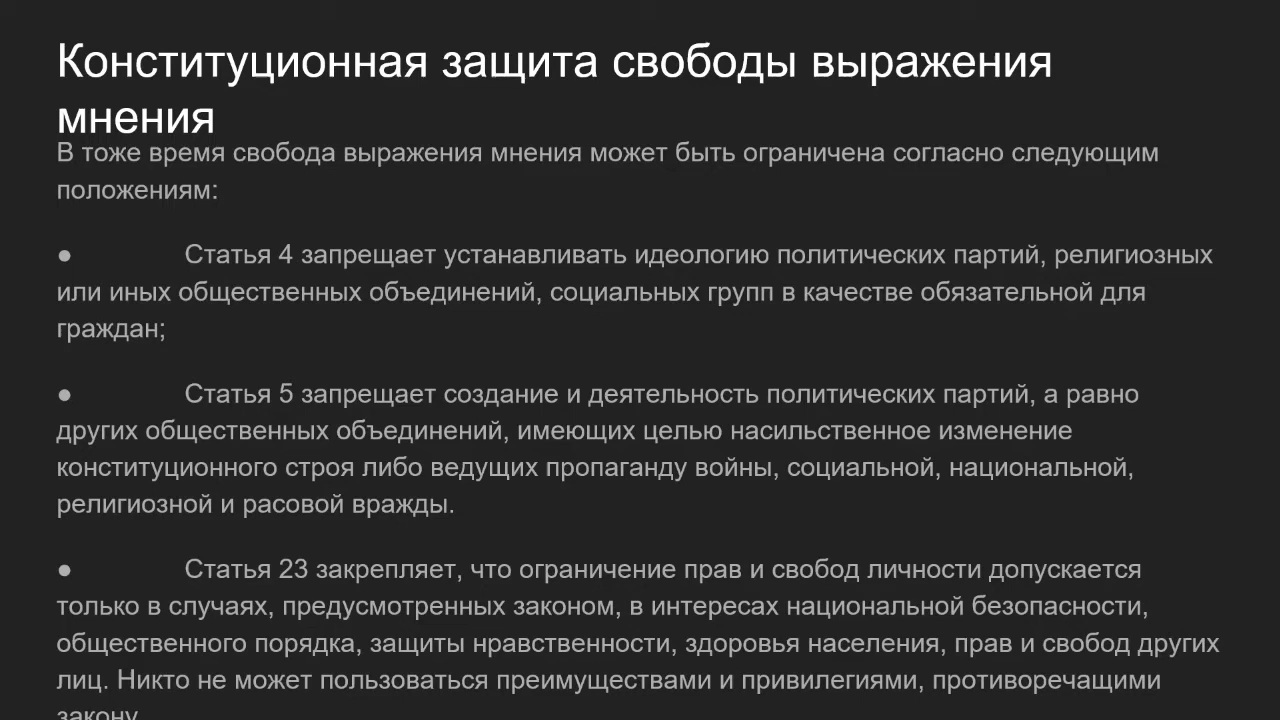 Конституционная защита свободы выражения
мнения
В тоже время свобода выражения мнения может быть ограничена согласно следующим
положениям:
● Статья 4 запрещает устанавливать идеологию политических партий, религиозных
или иных общественных объединений, социальных групп в качестве обязательной для
граждан;
● Статья 5 запрещает создание и деятельность политических партий, а равно
других общественных объединений, имеющих целью насильственное изменение
конституционного строя либо ведущих пропаганду войны, социальной, национальной,
религиозной и расовой вражды.
● Статья 23 закрепляет, что ограничение прав и свобод личности допускается
только в случаях, предусмотренных законом, в интересах национальной безопасности,
общественного порядка, защиты нравственности, здоровья населения, прав и свобод других
лиц. Никто не может пользоваться преимуществами и привилегиями, противоречащими
закону